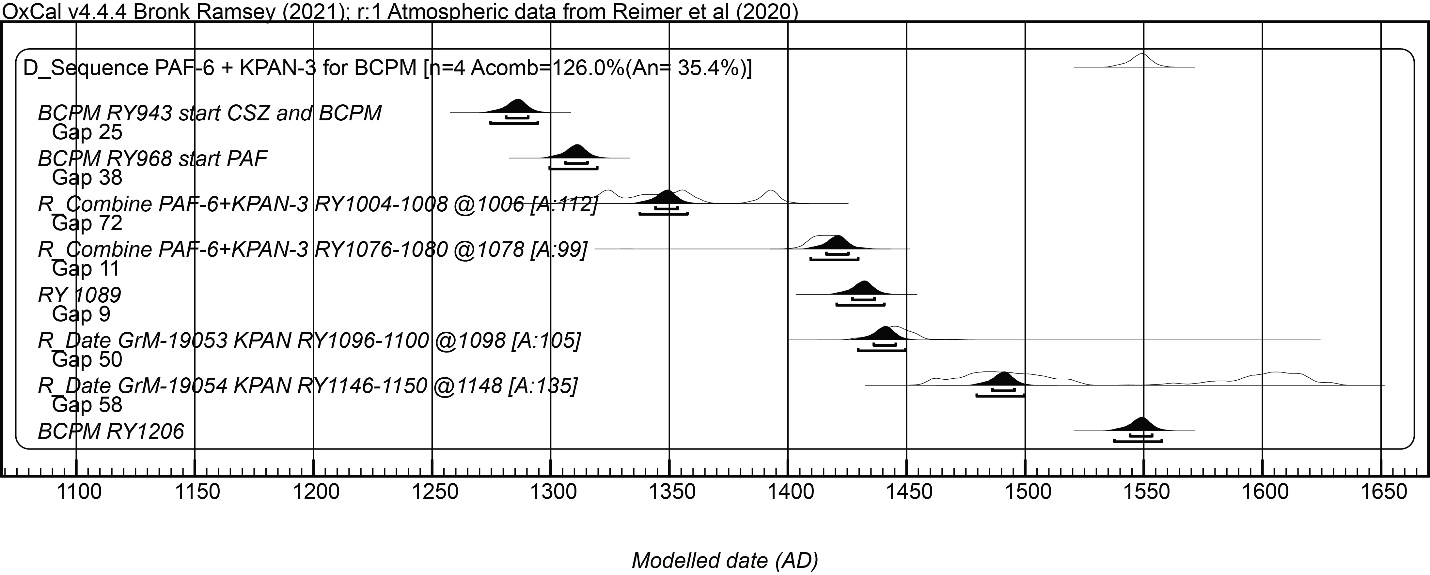 OxCal v4.4.4 Bronk Ramsey (2021); r:1 Atmospheric data from Reimer et al (2020)
D_Sequence PAF-6 + KPAN-3 for BCPM [n=4 Acomb=126.0%(An= 35.4%)]
BCPM RY943 start CSZ and BCPM
Gap 25
BCPM RY968 start PAF
Gap 38
R_Combine PAF-6+KPAN-3 RY1004-1008 @1006 [A:112]
Gap 72
R_Combine PAF-6+KPAN-3 RY1076-1080 @1078 [A:99]
Gap 11
RY 1089
Gap 9
R_Date GrM-19053 KPAN RY1096-1100 @1098 [A:105]
Gap 50
R_Date GrM-19054 KPAN RY1146-1150 @1148 [A:135]
Gap 58
BCPM RY1206
1100 1150 1200 1250 1300 1350 1400 1450 1500 1550 1600 1650
Modelled date (AD)